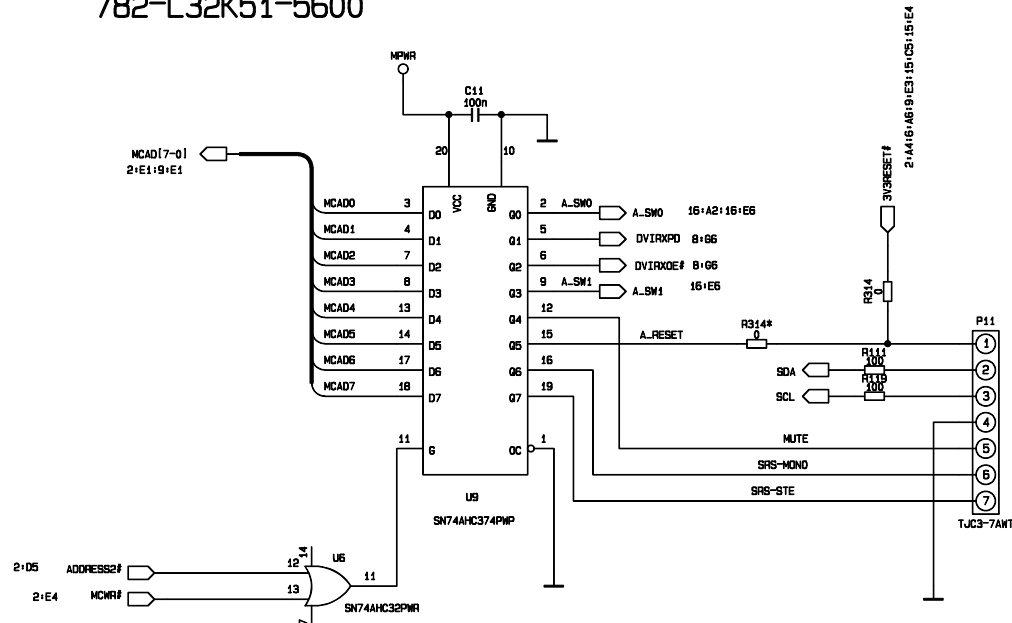 782-L32K51-5600
MPWR
C11
100n
20
10
2:A4:6:A6:9:E3:15:C5:15:E4
3V3RESET#
MCAD[7-0]
2:E1:9:E1
VCC
GND
MCAD0 3 D0 Q0 2 A_SW0 A_SW0 16:A2:16:E6
MCAD1 4 D1 Q1 5 DVIRXPD 8:G6
MCAD2 7 D2 Q2 6 DVIRXOE# 8:G6
MCAD3 8 D3 Q3 9 A_SW1 A_SW1 16:E6
R314
0
MCAD4 13 D4 Q4 12
P11
MCAD5 14 D5 Q5 15 A_RESET R314* 0 1
MCAD6 17 D6 Q6 16 SDA R111 100 2
MCAD7 18 D7 Q7 19 SCL R119 100 3
4
11 G OC 1 MUTE 5
SRS-MONO 6
SRS-STE 7
U9
SN74AHC374PWP
TJC3-7AWT
2:D5 ADDRESS2# 12 14 U6
2:E4 MCWR# 13 11
SN74AHC32PWR
7